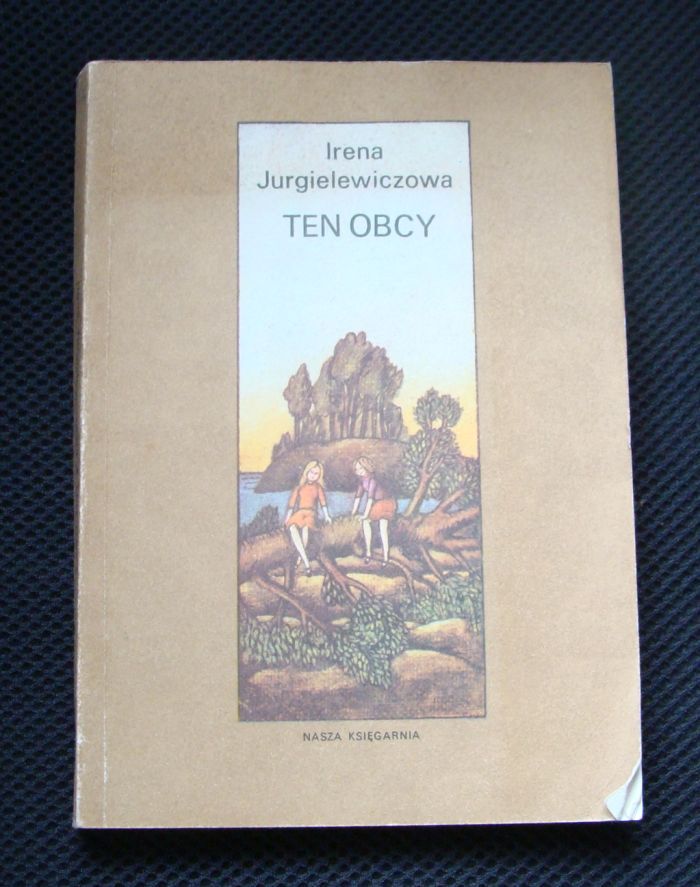 Irena
Jurgielewiczowa
TEN OBCY
NASZA KSIĘGARNIA